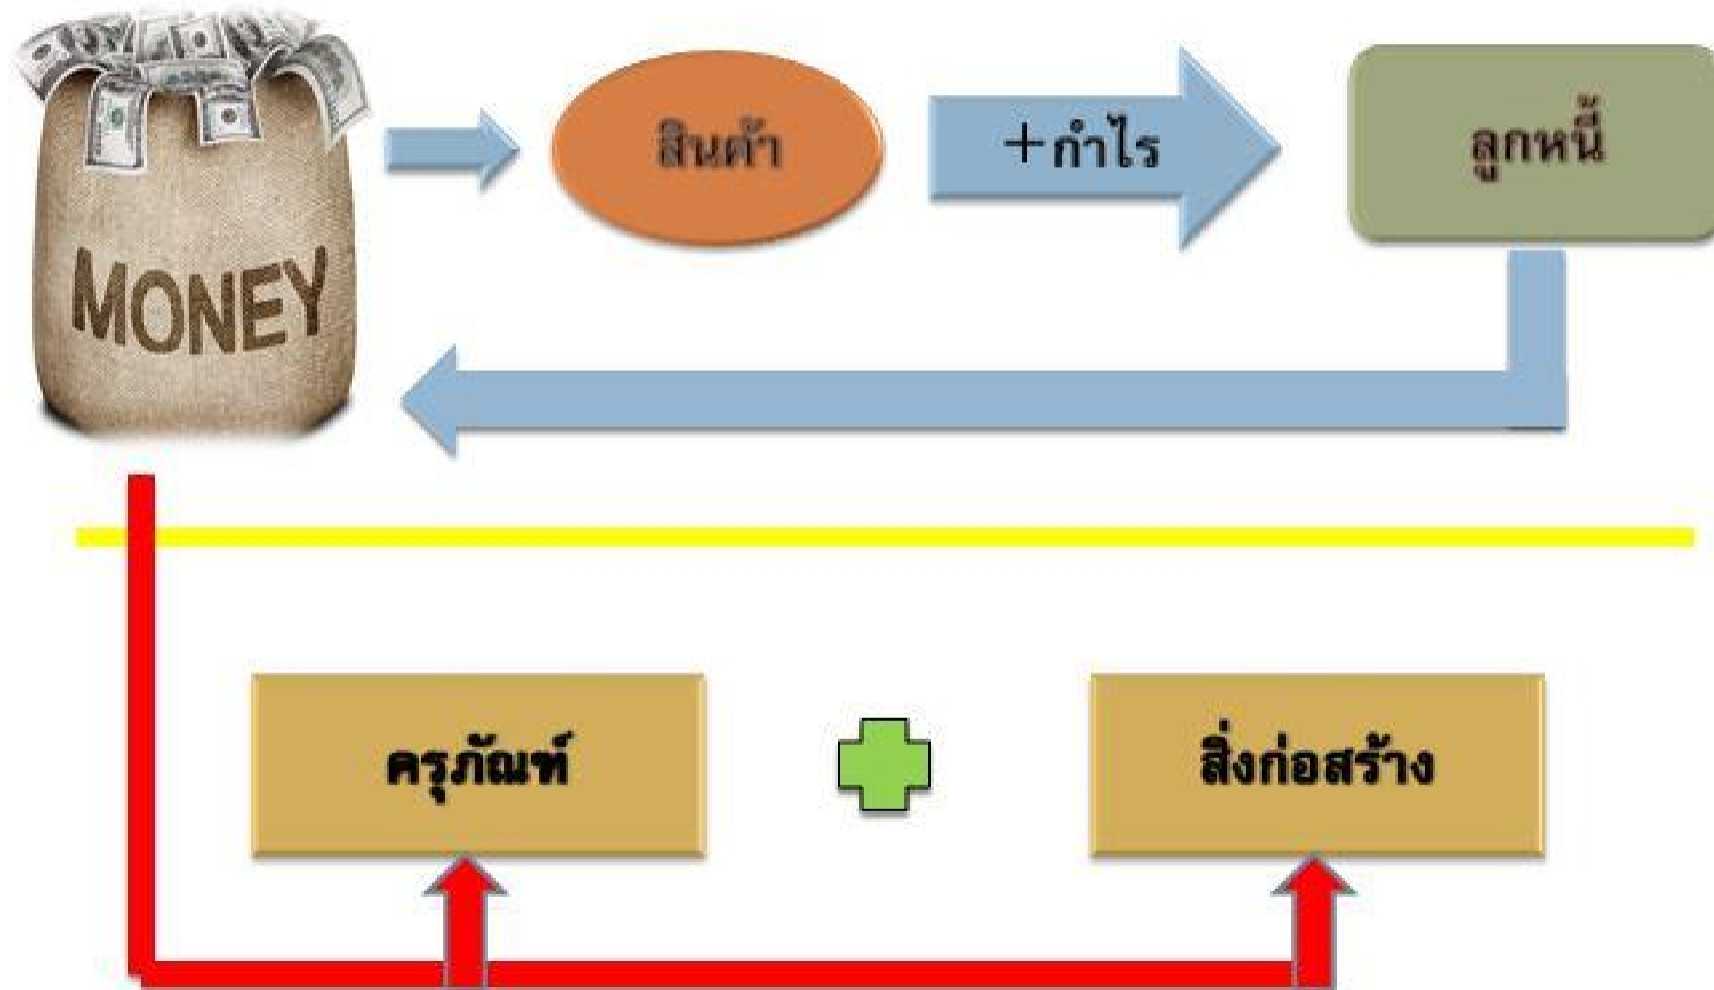 สินค้า
+กำไร
ลูกหนี้
MONEY
ครุภัณฑ์
สิ่งก่อสร้าง